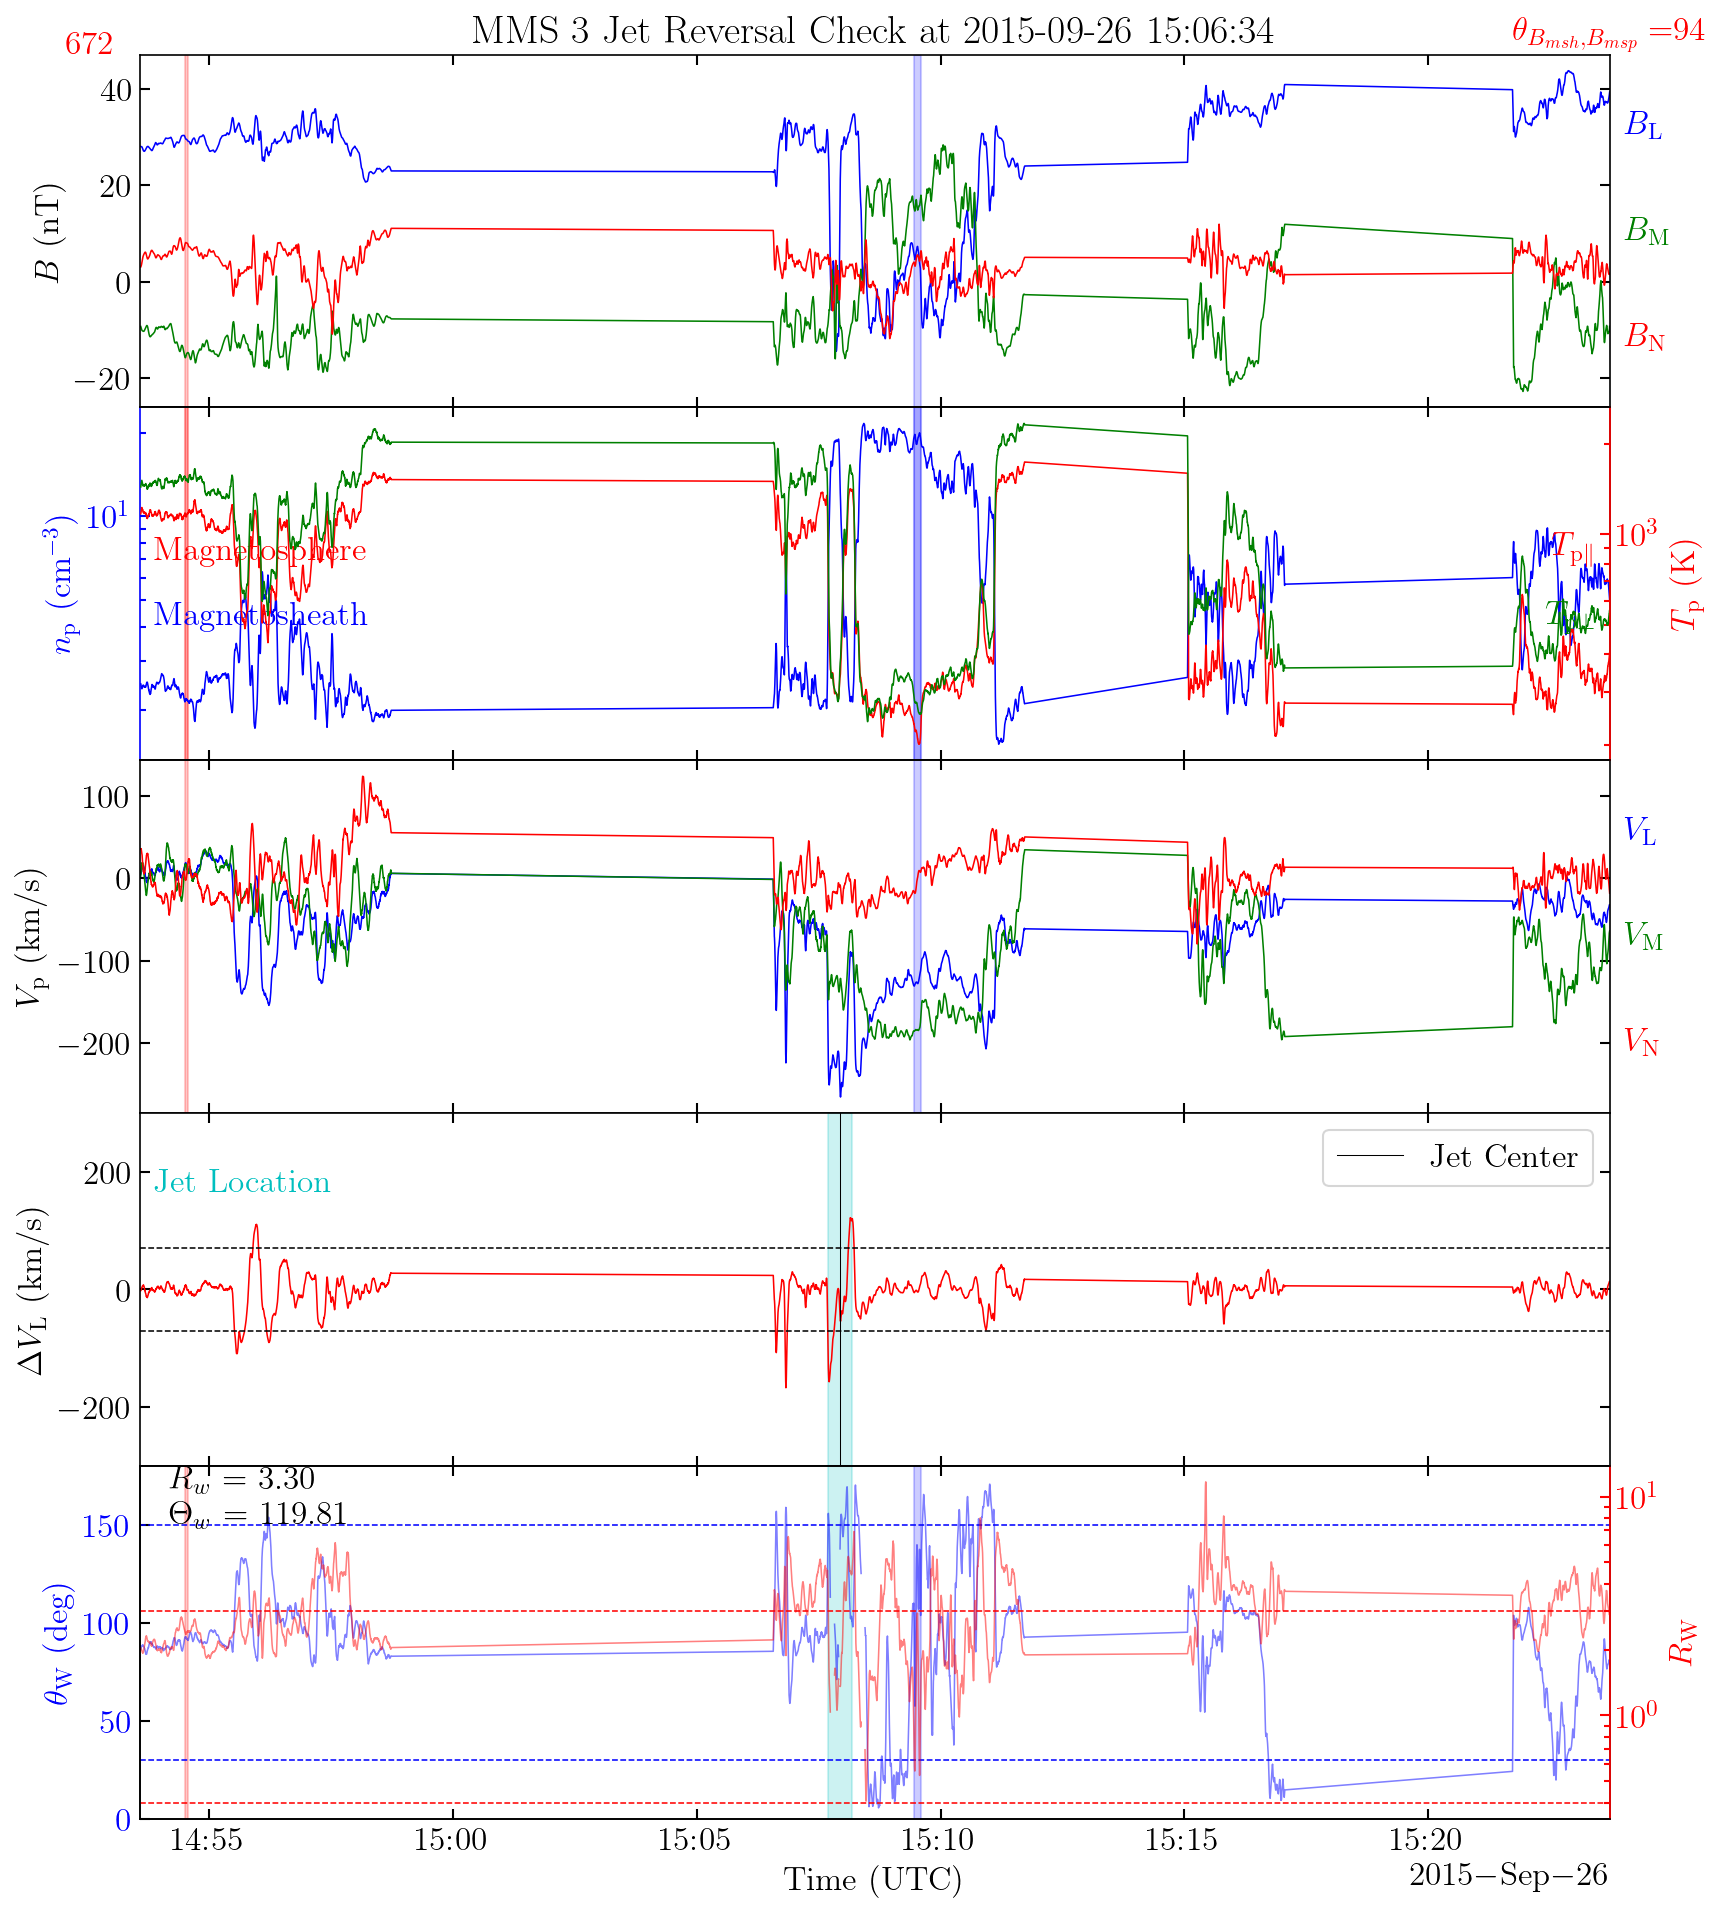 MMS 3 Jet Reversal Check at 2015-09-26 15:06:34
672
θ_{B_{msh},B_{msp}} =94
40
20
0
−20
B (nT)
B_L
B_M
B_N
10^1
n_p (cm^{−3})
Magnetosphere
Magnetosheath
10^3
T_{p∥}
T_p (K)
100
0
−100
−200
V_p (km/s)
V_L
V_M
V_N
200
0
−200
ΔV_L (km/s)
Jet Location
Jet Center
R_w = 3.30
Θ_w = 119.81
150
100
50
0
θ_W (deg)
10^1
10^0
R_W
14:55 15:00 15:05 15:10 15:15 15:20
2015−Sep−26
Time (UTC)